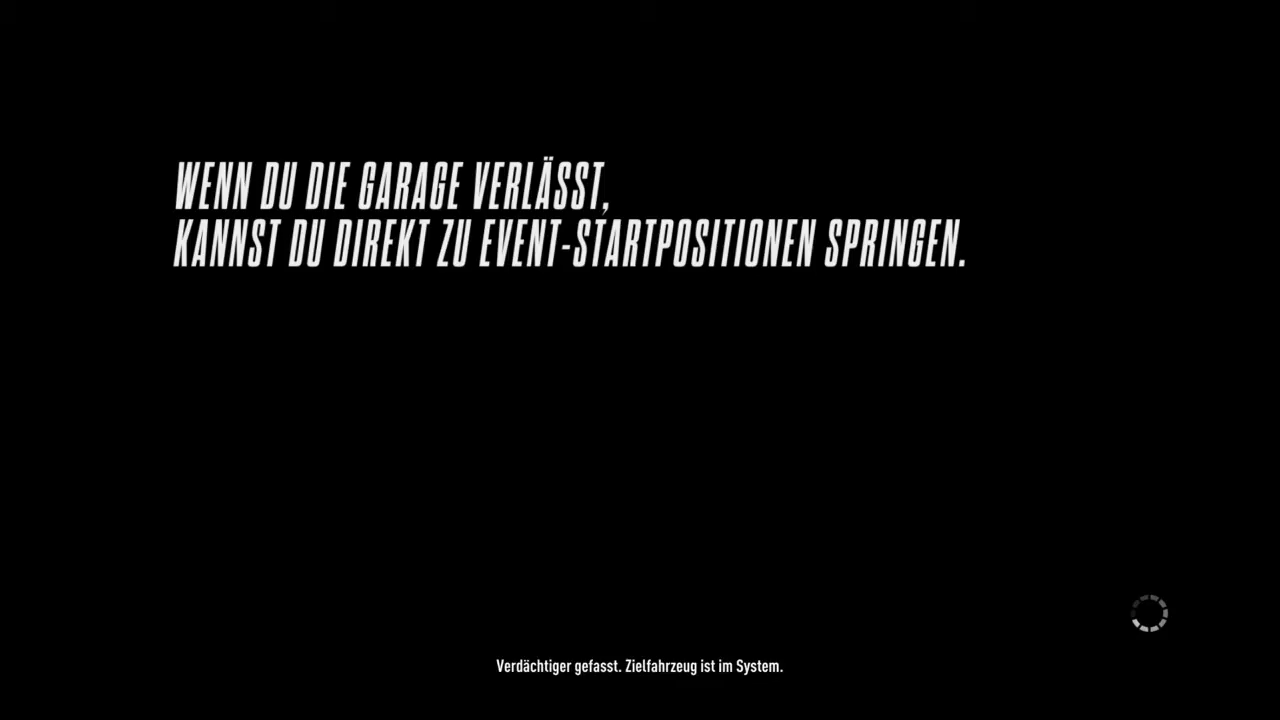 WENN DU DIE GARAGE VERLÄSST,
KANNST DU DIREKT ZU EVENT-STARTPOSITIONEN SPRINGEN.
Verdächtiger gefasst. Zielfahrzeug ist im System.